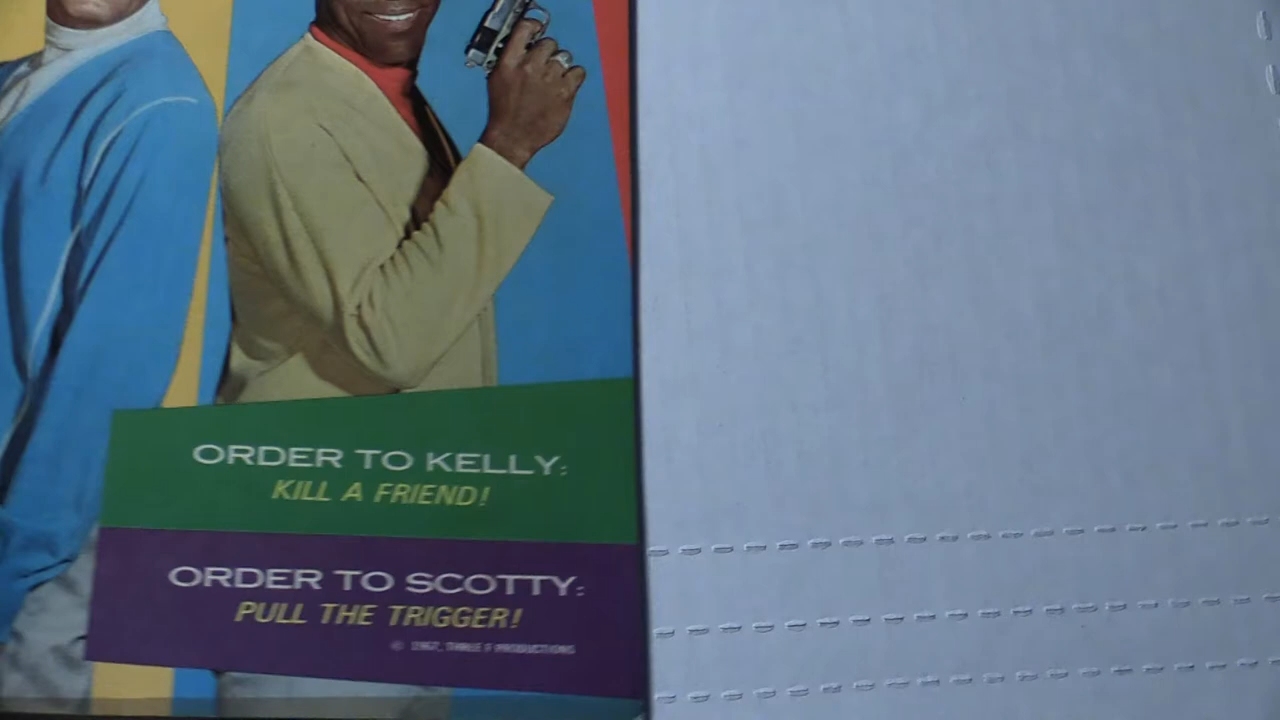 ORDER TO KELLY:
KILL A FRIEND!
ORDER TO SCOTTY:
PULL THE TRIGGER!
© 1967, THREE F PRODUCTIONS